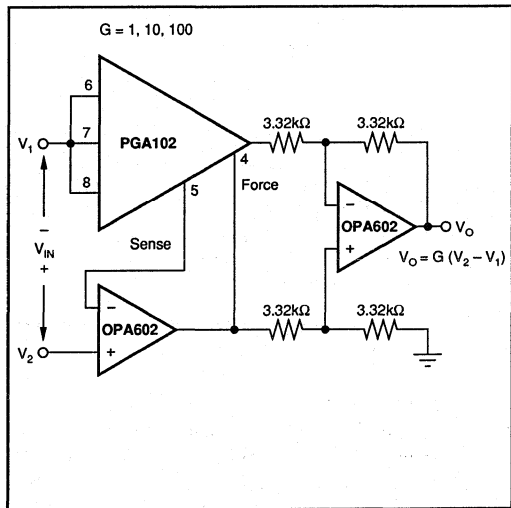 G = 1, 10, 100
6
7
8
V1
PGA102
5
4
3.32kΩ
3.32kΩ
Force
Sense
−
VIN
+
−
OPA602
+
VO
VO = G (V2 – V1)
−
OPA602
+
V2
3.32kΩ
3.32kΩ